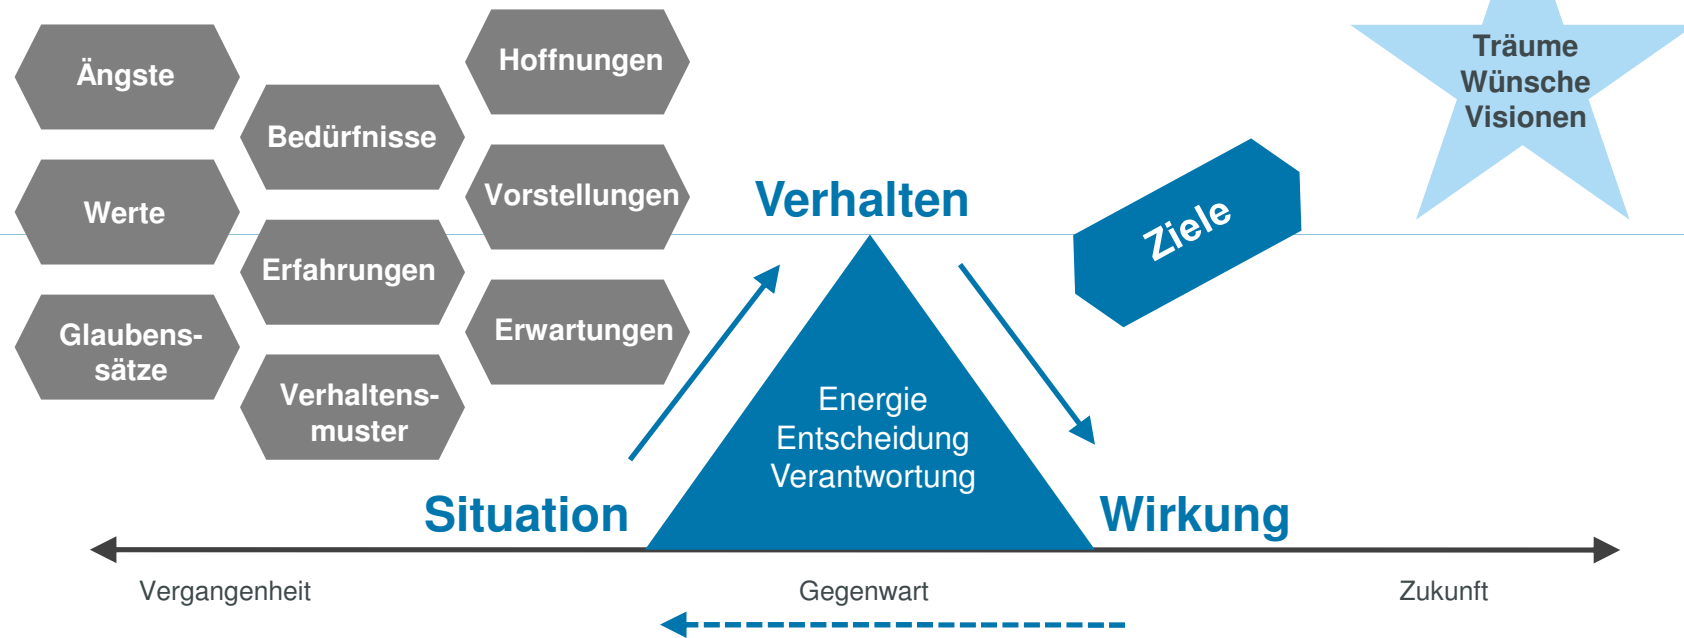 Ängste
Werte
Glaubens-
sätze
Bedürfnisse
Erfahrungen
Verhaltens-
muster
Hoffnungen
Vorstellungen
Erwartungen
Situation
Verhalten
Energie
Entscheidung
Verantwortung
Wirkung
Ziele
Träume
Wünsche
Visionen
Vergangenheit
Gegenwart
Zukunft